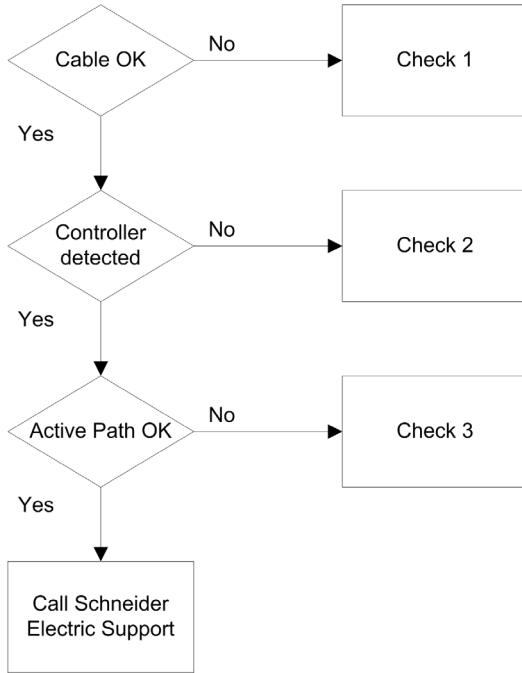 Cable OK
No
Check 1
Yes
Controller
detected
No
Check 2
Yes
Active Path OK
No
Check 3
Yes
Call Schneider
Electric Support